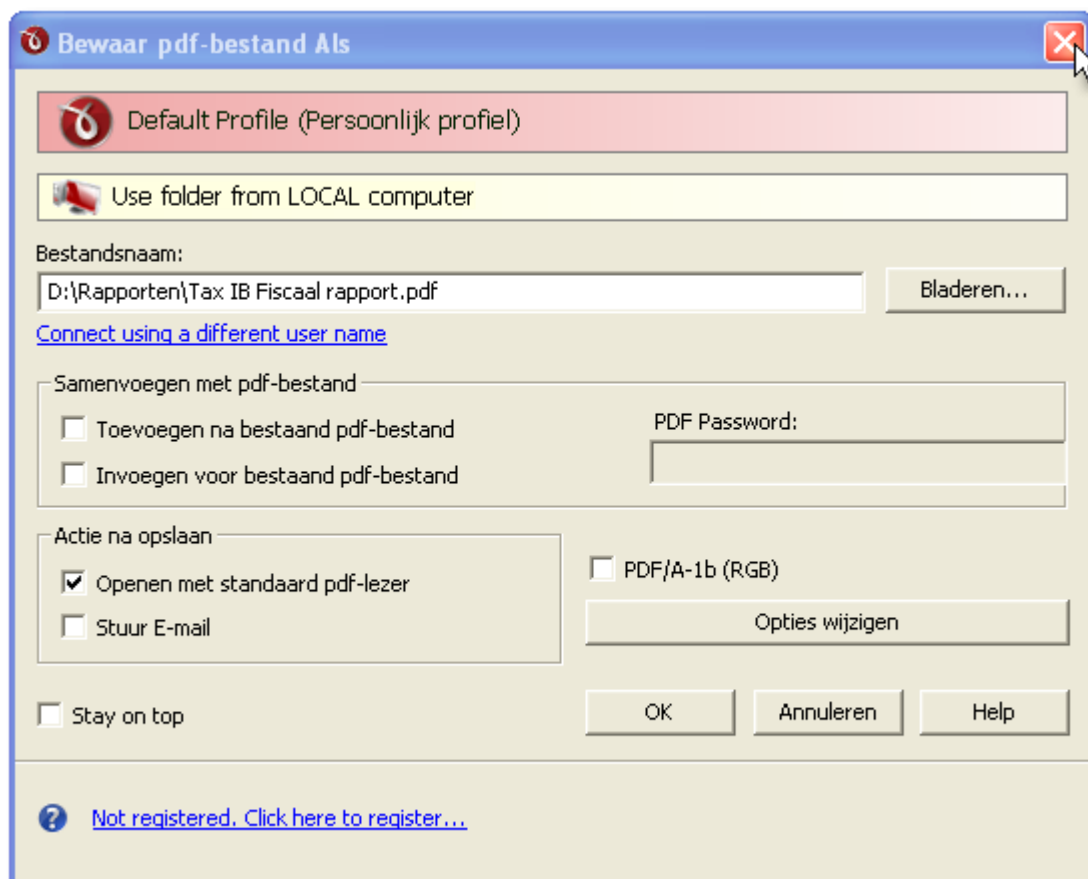 Bewaar pdf-bestand Als
Default Profile (Persoonlijk profiel)
Use folder from LOCAL computer
Bestandsnaam:
D:\Rapporten\Tax IB Fiscaal rapport.pdf
Bladeren...
Connect using a different user name
Samenvoegen met pdf-bestand
Toevoegen na bestaand pdf-bestand
PDF Password:
Invoegen voor bestaand pdf-bestand
Actie na opslaan
Openen met standaard pdf-lezer
PDF/A-1b (RGB)
Stuur E-mail
Opties wijzigen
Stay on top
OK
Annuleren
Help
Not registered. Click here to register...